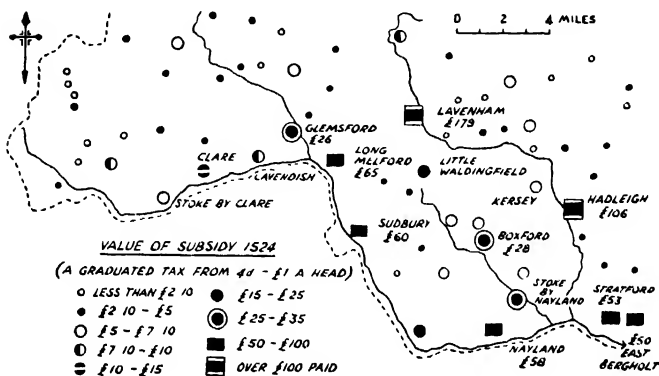 0 2 4 MILES
LAVENHAM
£179
GLEMSFORD
£26
LONG
MELFORD
£65
CLARE
CAVENDISH
LITTLE
WALDINGFIELD
STOKE BY CLARE
KERSEY
HADLEIGH
£106
SUDBURY
£60
BOXFORD
£28
STOKE
BY
NAYLAND
STRATFORD
£53
NAYLAND
£58
£50
EAST
BERGHOLT
VALUE OF SUBSIDY 1524
(A GRADUATED TAX FROM 4d - £1 A HEAD)
LESS THAN £2 10
£2 10 - £5
£5 - £7 10
£7 10 - £10
£10 - £15
£15 - £25
£25 - £35
£50 - £100
OVER £100 PAID